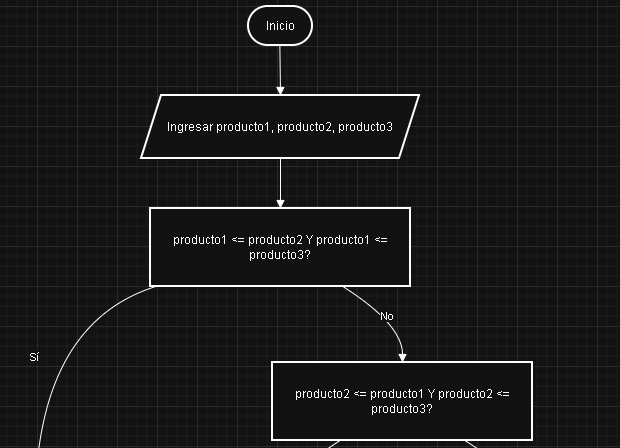 Inicio
Ingresar producto1, producto2, producto3
producto1 <= producto2 Y producto1 <=
producto3?
No
Sí
producto2 <= producto1 Y producto2 <=
producto3?